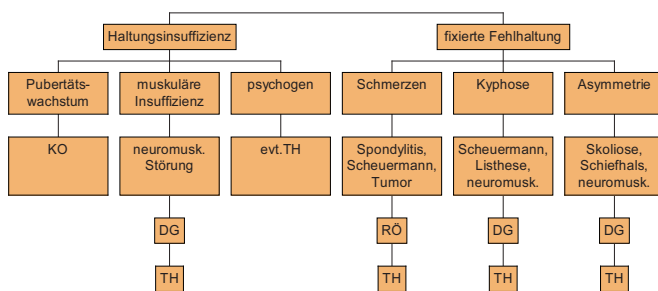 Haltungsinsuffizienz
fixierte Fehlhaltung
Pubertäts-
wachstum
muskuläre
Insuffizienz
psychogen
Schmerzen
Kyphose
Asymmetrie
KO
neuromusk.
Störung
evt.TH
Spondylitis,
Scheuermann,
Tumor
Scheuermann,
Listhese,
neuromusk.
Skoliose,
Schiefhals,
neuromusk.
DG
RÖ
DG
DG
TH
TH
TH
TH